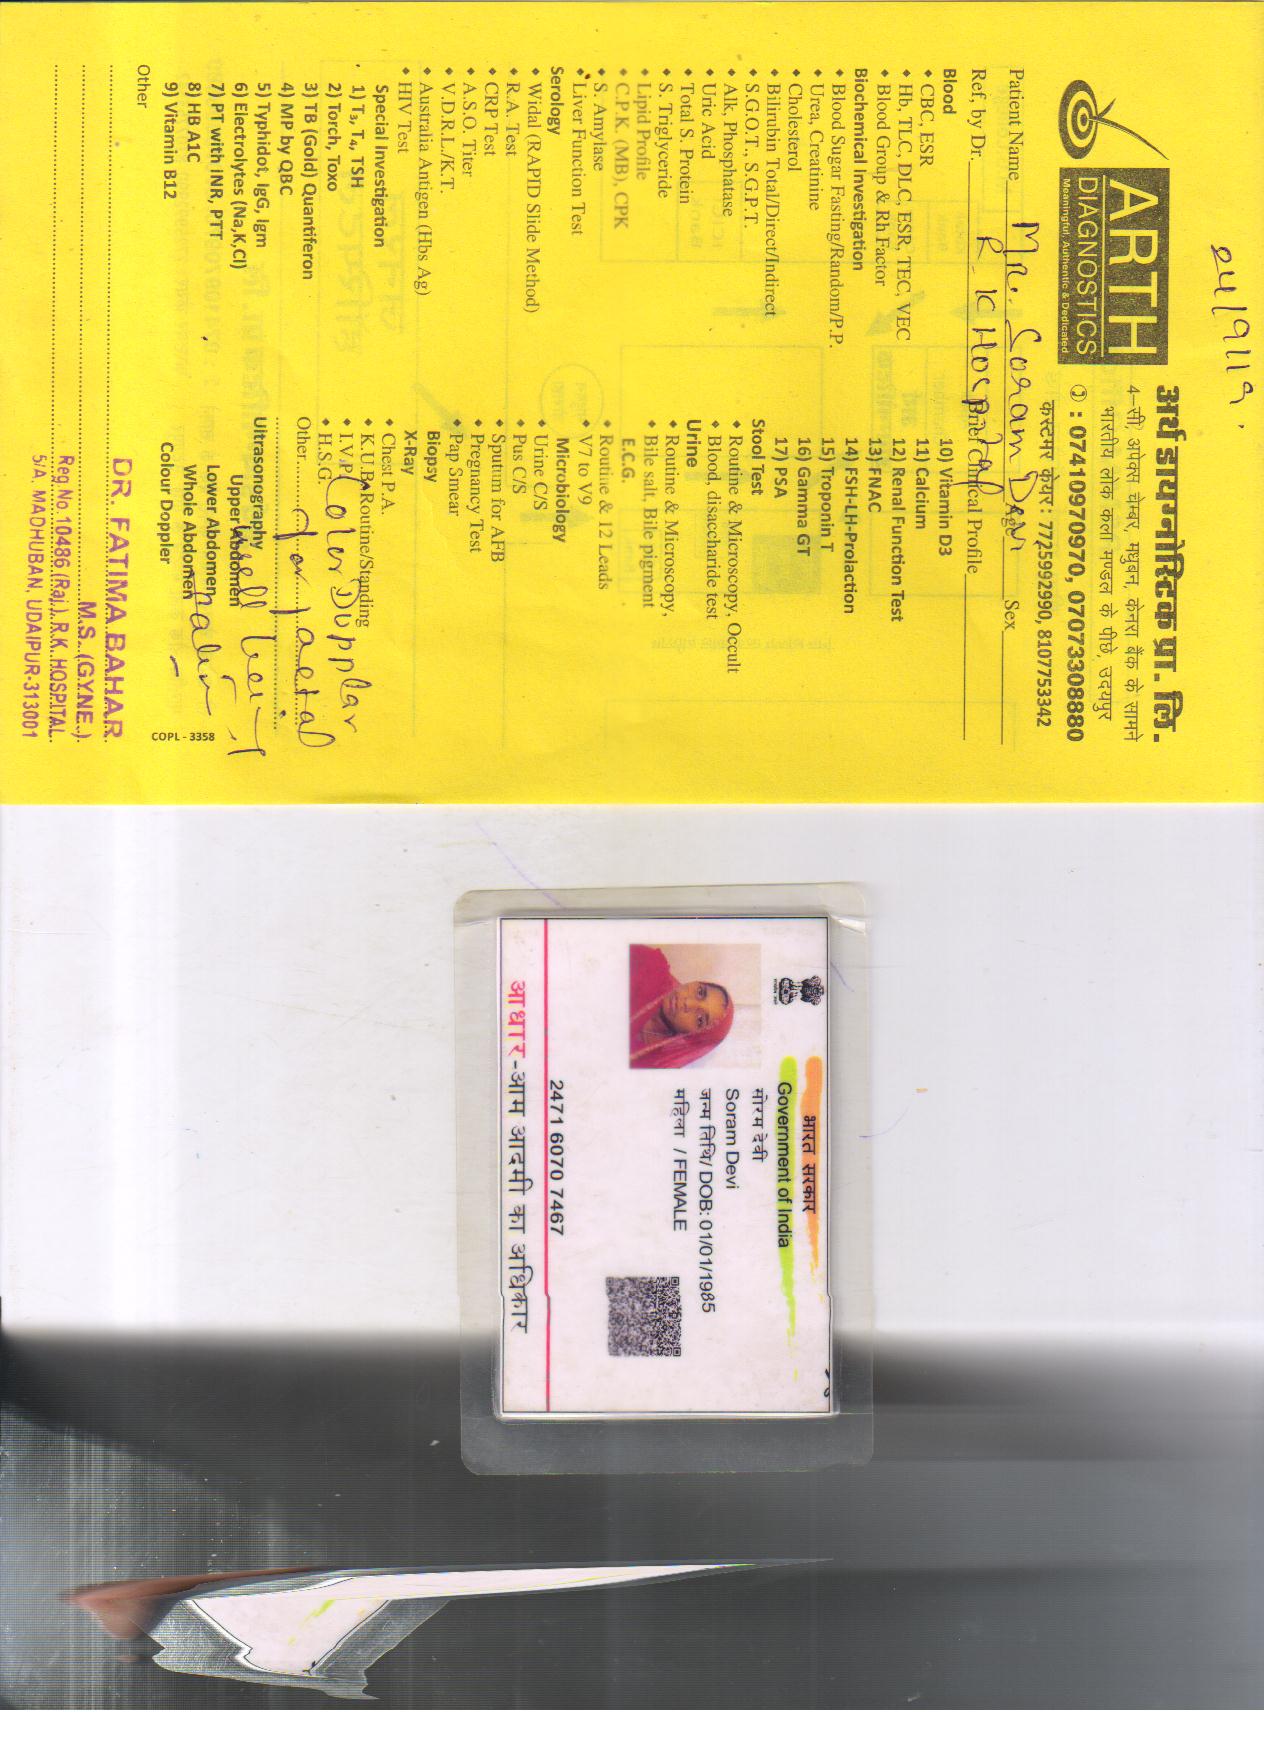 24/9/19.
ARTH
DIAGNOSTICS
Meaningful, Authentic & Dedicated
अर्थ डायग्नोस्टिक प्रा. लि.
4-सी, अपेक्स चेम्बर, मधुबन, केनरा बैंक के सामने
भारतीय लोक कला मण्डल के पीछे, उदयपुर
: 07410970970, 07073308880
कस्टमर केयर : 7725992990, 8107753342
Patient Name Mrs. Soram Devi Age Sex
Ref, by Dr. R K Hospital Brief Clinical Profile
Blood
• CBC, ESR
• Hb, TLC, DLC, ESR, TEC, VEC
• Blood Group & Rh Factor
Biochemical Investigation
• Blood Sugar Fasting/Random/P.P.
• Urea, Creatinine
• Cholesterol
• Bilirubin Total/Direct/Indirect
• S.G.O.T., S.G.P.T.
• Alk, Phosphatase
• Uric Acid
• Total S. Protein
• S. Triglyceride
• Lipid Profile
• C.P.K. (MB), CPK
• S. Amylase
• Liver Function Test
Serology
• Widal (RAPID Slide Method)
• R.A. Test
• CRP Test
• A.S.O. Titer
• V.D.R.L./K.T.
• Australia Antigen (Hbs Ag)
• HIV Test
Special Investigation
1) T₃, T₄, TSH
2) Torch, Toxo
3) TB (Gold) Quantiferon
4) MP by QBC
5) Typhidot, IgG, Igm
6) Electrolytes (Na,K,Cl)
7) PT with INR, PTT
8) HB A1C
9) Vitamin B12
Other
10) Vitamin D3
11) Calcium
12) Renal Function Test
13) FNAC
14) FSH-LH-Prolaction
15) Troponin T
16) Gamma GT
17) PSA
Stool Test
• Routine & Microscopy, Occult
• Blood, disaccharide test
Urine
• Routine & Microscopy,
• Bile salt, Bile pigment
E.C.G.
• Routine & 12 Leads
• V7 to V9
Microbiology
• Urine C/S
• Pus C/S
• Sputum for AFB
• Pregnancy Test
• Pap Smear
Biopsy
X-Ray
• Chest P.A.
• K.U.B. Routine/Standing
• I.V.P.
• H.S.G.
Color Dupplar
Other
for foetal
well being
Ultrasonography
Upper Abdomen
Lower Abdomen
Whole Abdomen
Colour Doppler
COPL - 3358
DR. FATIMA BAHAR
M.S. (GYNE.)
Reg.No.10486 (Raj.) R.K. HOSPITAL
5/A, MADHUBAN, UDAIPUR-313001
भारत सरकार
Government of India
सोरम देवी
Soram Devi
जन्म तिथि/ DOB: 01/01/1985
महिला / FEMALE
2471 6070 7467
आधार-आम आदमी का अधिकार